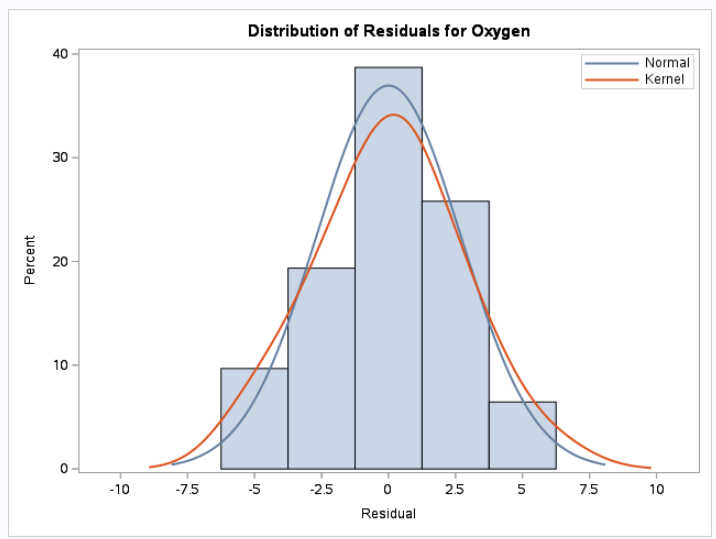 Distribution of Residuals for Oxygen
Normal
Kernel
40
30
20
10
0
Percent
-10 -7.5 -5 -2.5 0 2.5 5 7.5 10
Residual